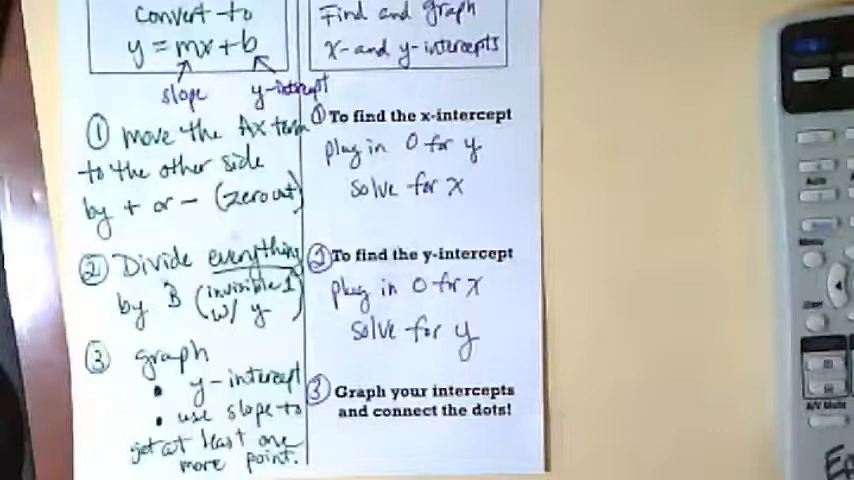 convert to
y = mx + b
slope
y-intercept
① move the Ax term
to the other side
by + or - (zero out)
② Divide everything
by B (invisible 1
w/ y)
③ graph
• y-intercept
• use slope to
get at least one
more point.
Find and graph
x- and y-intercepts
① To find the x-intercept
plug in 0 for y
solve for x
② To find the y-intercept
plug in 0 for x
solve for y
③ Graph your intercepts
and connect the dots!
Auto
Menu
A/V Mute